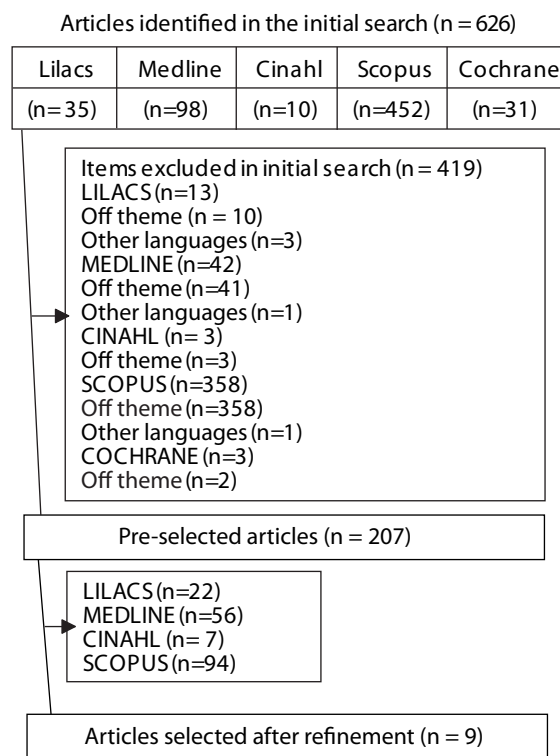 Articles identified in the initial search (n = 626)
Lilacs Medline Cinahl Scopus Cochrane
(n= 35) (n=98) (n=10) (n=452) (n=31)
Items excluded in initial search (n = 419)
LILACS (n=13)
Off theme (n = 10)
Other languages (n=3)
MEDLINE (n=42)
Off theme (n=41)
Other languages (n=1)
CINAHL (n= 3)
Off theme (n=3)
SCOPUS (n=358)
Off theme (n=358)
Other languages (n=1)
COCHRANE (n=3)
Off theme (n=2)
Pre-selected articles (n = 207)
LILACS (n=22)
MEDLINE (n=56)
CINAHL (n= 7)
SCOPUS (n=94)
Articles selected after refinement (n = 9)